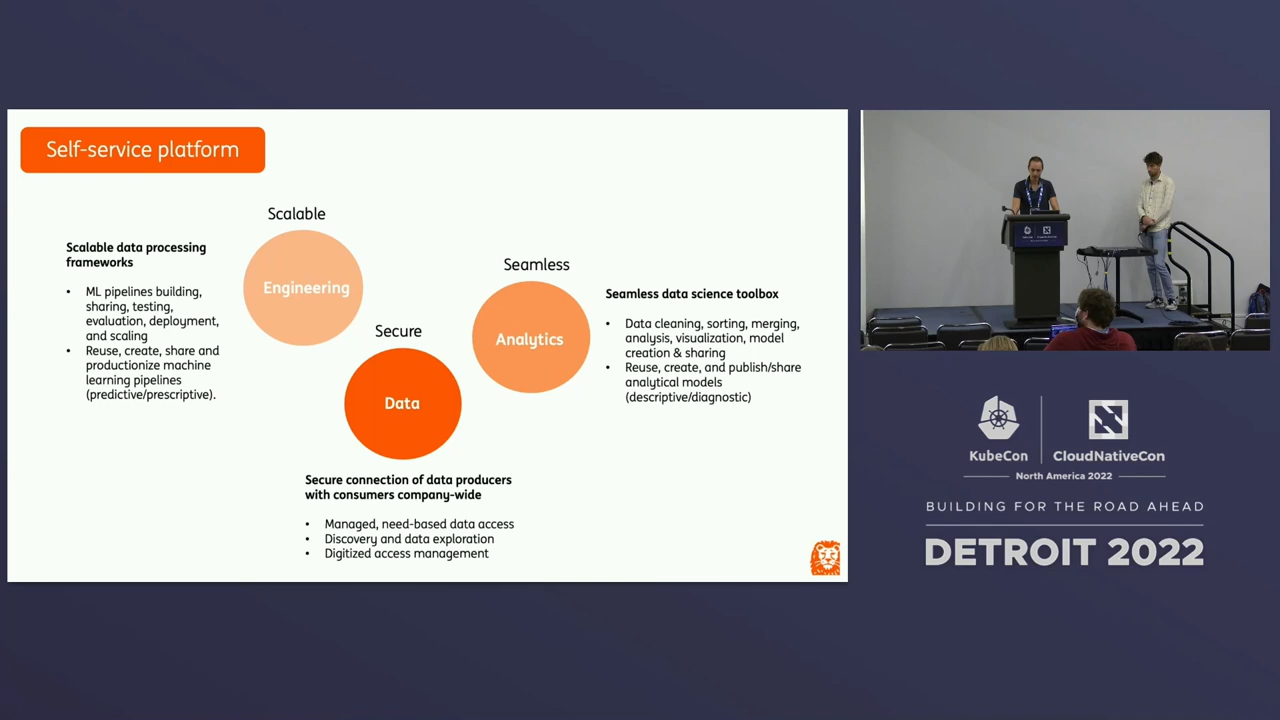 Self-service platform
Scalable
Scalable data processing
frameworks
• ML pipelines building,
sharing, testing,
evaluation, deployment,
and scaling
• Reuse, create, share and
productionize machine
learning pipelines
(predictive/prescriptive).
Engineering
Secure
Data
Seamless
Analytics
Seamless data science toolbox
• Data cleaning, sorting, merging,
analysis, visualization, model
creation & sharing
• Reuse, create, and publish/share
analytical models
(descriptive/diagnostic)
Secure connection of data producers
with consumers company-wide
• Managed, need-based data access
• Discovery and data exploration
• Digitized access management
KubeCon
CloudNativeCon
North America 2022
BUILDING FOR THE ROAD AHEAD
DETROIT 2022